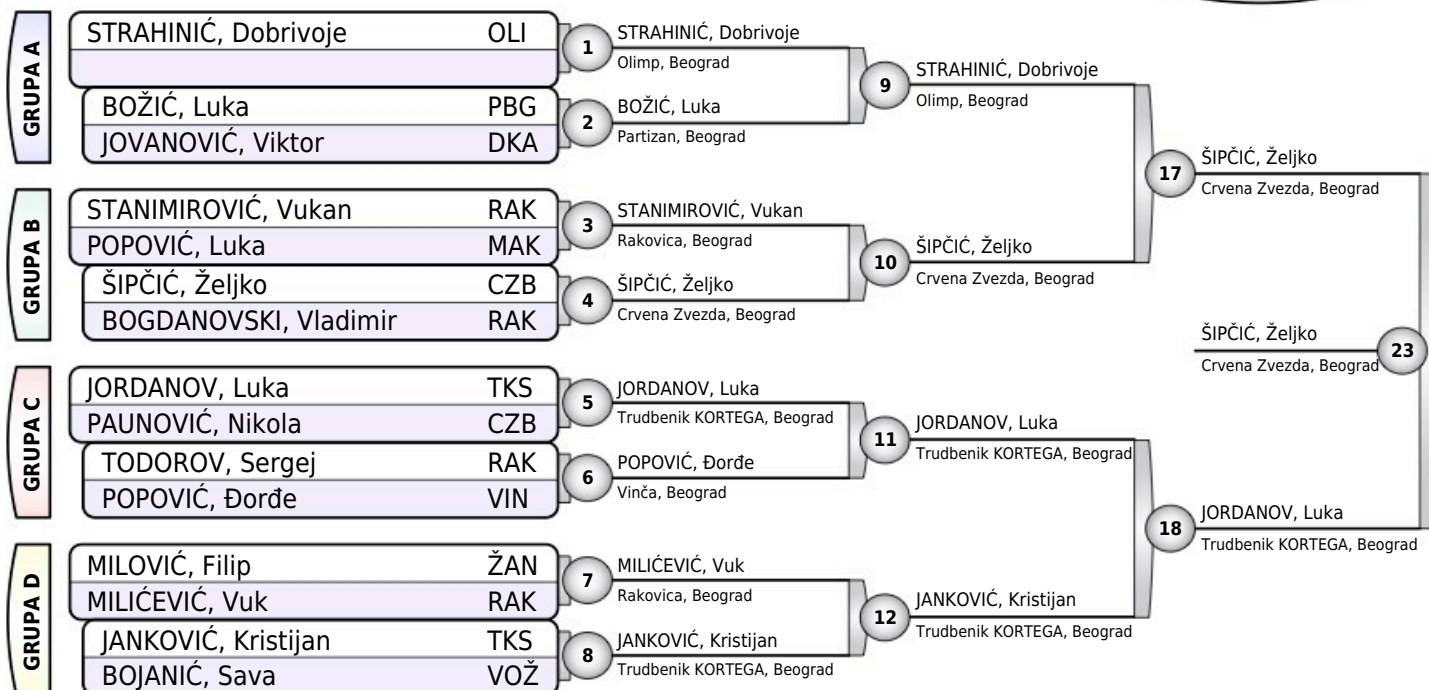 GRUPA A
STRAHINIĆ, Dobrivoje OLI
BOŽIĆ, Luka PBG
JOVANOVIĆ, Viktor DKA
GRUPA B
STANIMIROVIĆ, Vukan RAK
POPOVIĆ, Luka MAK
ŠIPČIĆ, Željko CZB
BOGDANOVSKI, Vladimir RAK
GRUPA C
JORDANOV, Luka TKS
PAUNOVIĆ, Nikola CZB
TODOROV, Sergej RAK
POPOVIĆ, Đorđe VIN
GRUPA D
MILOVIĆ, Filip ŽAN
MILIĆEVIĆ, Vuk RAK
JANKOVIĆ, Kristijan TKS
BOJANIĆ, Sava VOŽ
1
STRAHINIĆ, Dobrivoje
Olimp, Beograd
2
BOŽIĆ, Luka
Partizan, Beograd
3
STANIMIROVIĆ, Vukan
Rakovica, Beograd
4
ŠIPČIĆ, Željko
Crvena Zvezda, Beograd
5
JORDANOV, Luka
Trudbenik KORTEGA, Beograd
6
POPOVIĆ, Đorđe
Vinča, Beograd
7
MILIĆEVIĆ, Vuk
Rakovica, Beograd
8
JANKOVIĆ, Kristijan
Trudbenik KORTEGA, Beograd
9
STRAHINIĆ, Dobrivoje
Olimp, Beograd
10
ŠIPČIĆ, Željko
Crvena Zvezda, Beograd
11
JORDANOV, Luka
Trudbenik KORTEGA, Beograd
12
JANKOVIĆ, Kristijan
Trudbenik KORTEGA, Beograd
17
ŠIPČIĆ, Željko
Crvena Zvezda, Beograd
18
JORDANOV, Luka
Trudbenik KORTEGA, Beograd
ŠIPČIĆ, Željko
Crvena Zvezda, Beograd
23